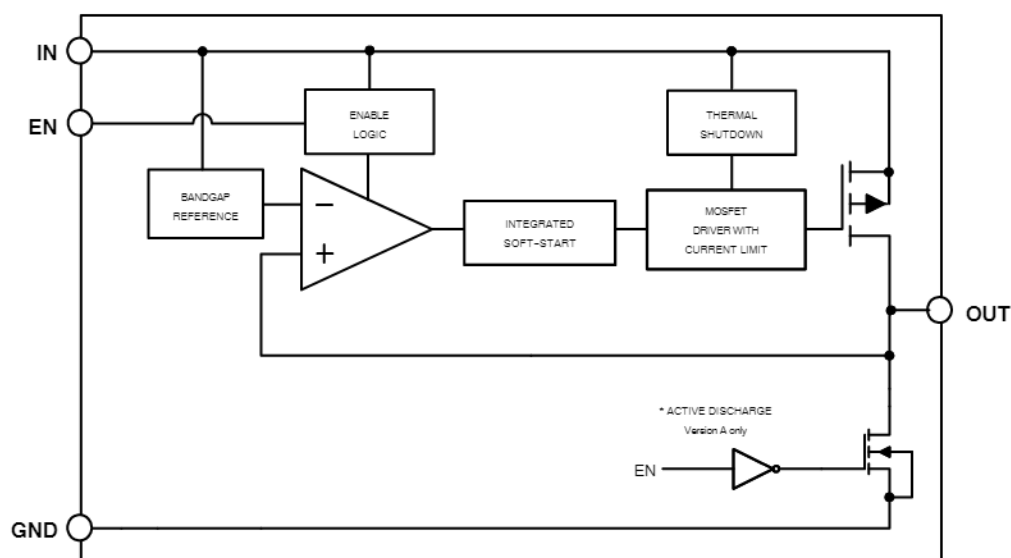 IN
EN
ENABLE
LOGIC
THERMAL
SHUTDOWN
BANDGAP
REFERENCE
−
+
INTEGRATED
SOFT-START
MOSFET
DRIVER WITH
CURRENT LIMIT
OUT
* ACTIVE DISCHARGE
Version A only
EN
GND